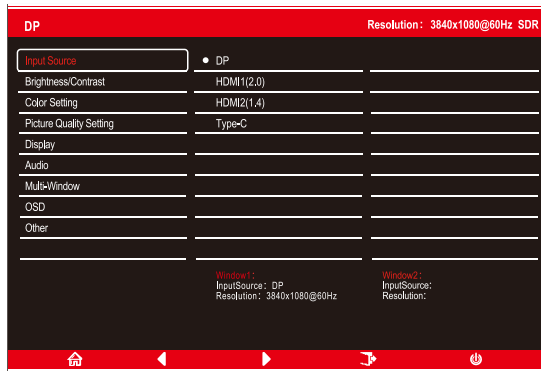 DP
Resolution: 3840x1080@60Hz SDR
Input Source
DP
Brightness/Contrast
HDMI1(2.0)
Color Setting
HDMI2(1.4)
Picture Quality Setting
Type-C
Display
Audio
Multi-Window
OSD
Other
Window1:
InputSource: DP
Resolution: 3840x1080@60Hz
Window2:
InputSource:
Resolution: